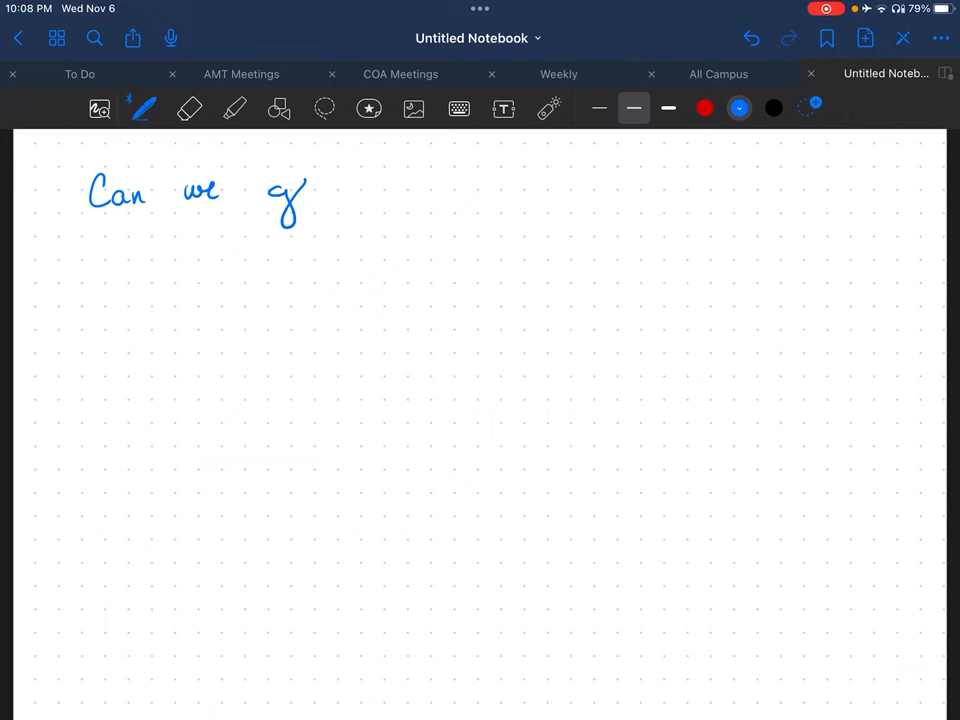 10:08 PM Wed Nov 6 79%
Untitled Notebook
To Do AMT Meetings COA Meetings Weekly All Campus Untitled Noteb...
Can we g